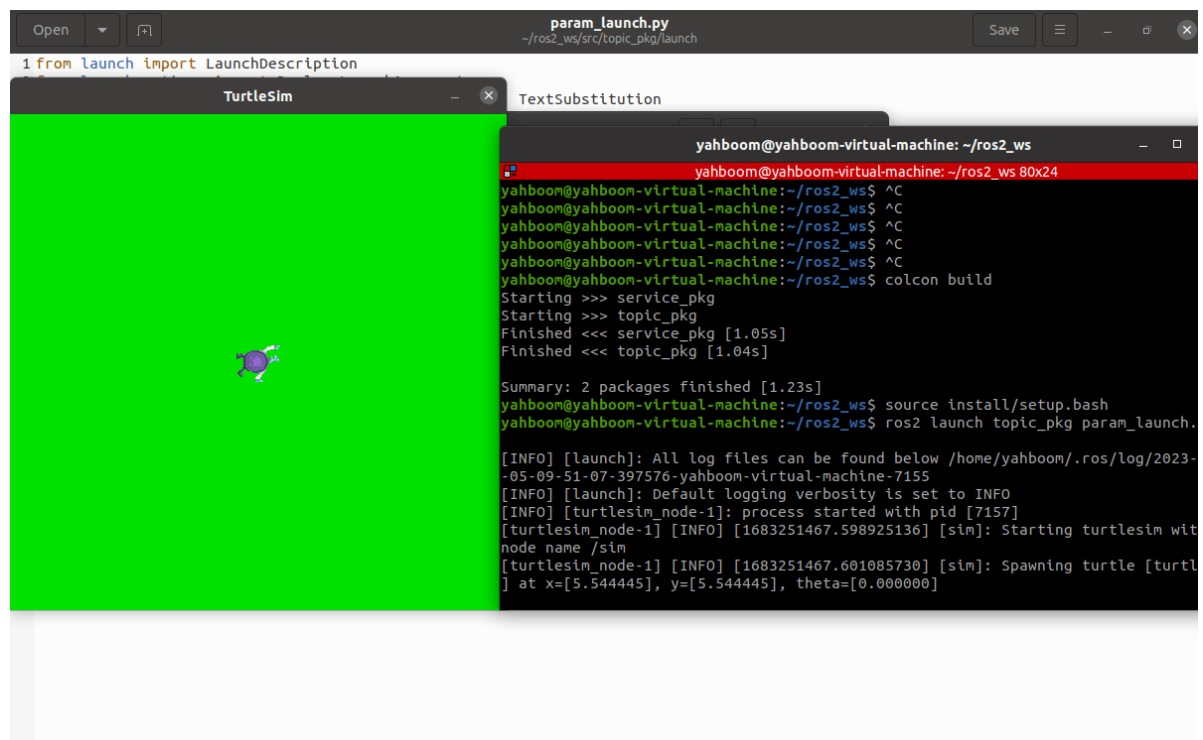 Open
param_launch.py
~/ros2_ws/src/topic_pkg/launch
Save
1 from launch import LaunchDescription
TextSubstitution
TurtleSim
yahboom@yahboom-virtual-machine: ~/ros2_ws
yahboom@yahboom-virtual-machine: ~/ros2_ws 80x24
yahboom@yahboom-virtual-machine:~/ros2_ws$ ^C
yahboom@yahboom-virtual-machine:~/ros2_ws$ ^C
yahboom@yahboom-virtual-machine:~/ros2_ws$ ^C
yahboom@yahboom-virtual-machine:~/ros2_ws$ ^C
yahboom@yahboom-virtual-machine:~/ros2_ws$ ^C
yahboom@yahboom-virtual-machine:~/ros2_ws$ colcon build
Starting >>> service_pkg
Starting >>> topic_pkg
Finished <<< service_pkg [1.05s]
Finished <<< topic_pkg [1.04s]
Summary: 2 packages finished [1.23s]
yahboom@yahboom-virtual-machine:~/ros2_ws$ source install/setup.bash
yahboom@yahboom-virtual-machine:~/ros2_ws$ ros2 launch topic_pkg param_launch.
[INFO] [launch]: All log files can be found below /home/yahboom/.ros/log/2023-
-05-09-51-07-397576-yahboom-virtual-machine-7155
[INFO] [launch]: Default logging verbosity is set to INFO
[INFO] [turtlesim_node-1]: process started with pid [7157]
[turtlesim_node-1] [INFO] [1683251467.598925136] [sim]: Starting turtlesim wit
node name /sim
[turtlesim_node-1] [INFO] [1683251467.601085730] [sim]: Spawning turtle [turtl
] at x=[5.544445], y=[5.544445], theta=[0.000000]